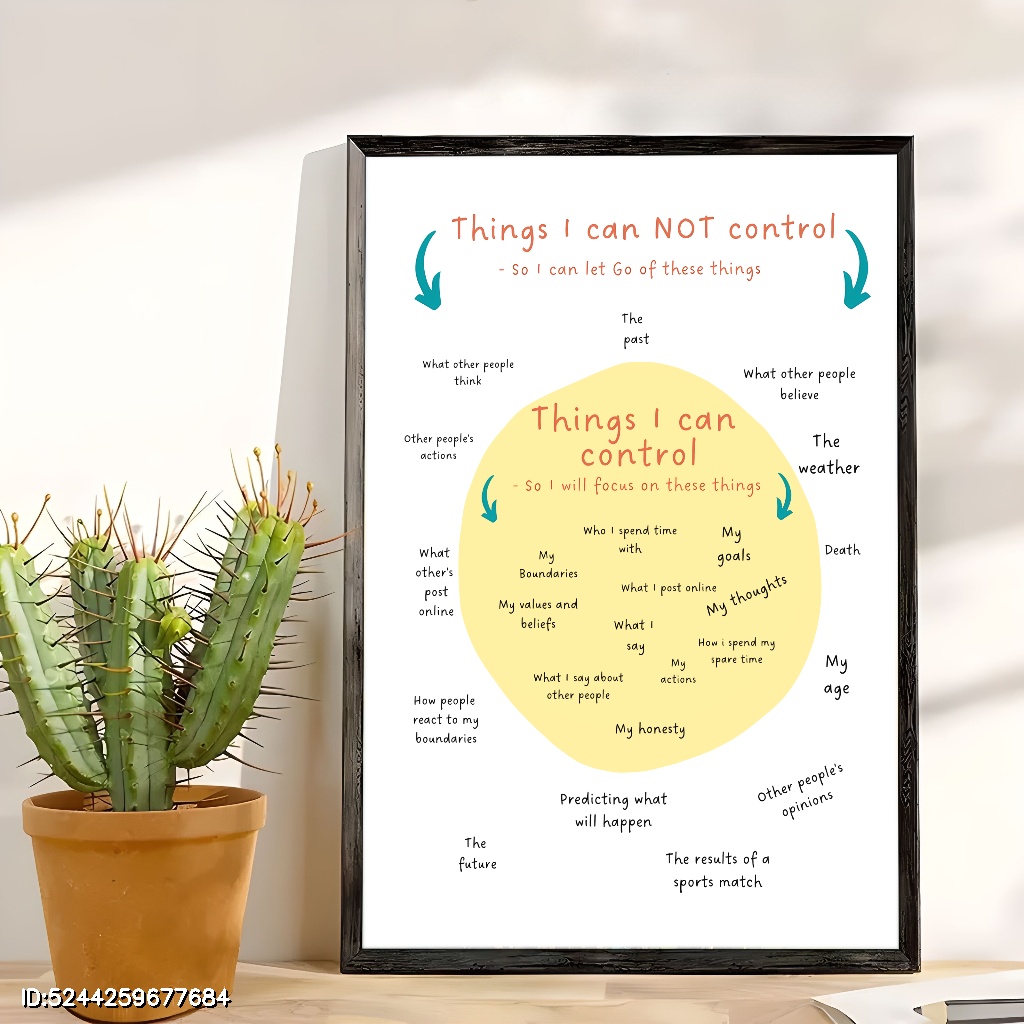 Things I can NOT control
- So I can let Go of these things
The
past
What other people
think
What other people
believe
Other people's
actions
The
weather
What
other's
post
online
Death
How people
react to my
boundaries
My
age
Other people's
opinions
Predicting what
will happen
The
future
The results of a
sports match
Things I can
control
- So I will focus on these things
Who I spend time
with
My
goals
My
Boundaries
What I post online
My thoughts
My values and
beliefs
What I
say
How i spend my
spare time
My
actions
What I say about
other people
My honesty
ID:5244259677684